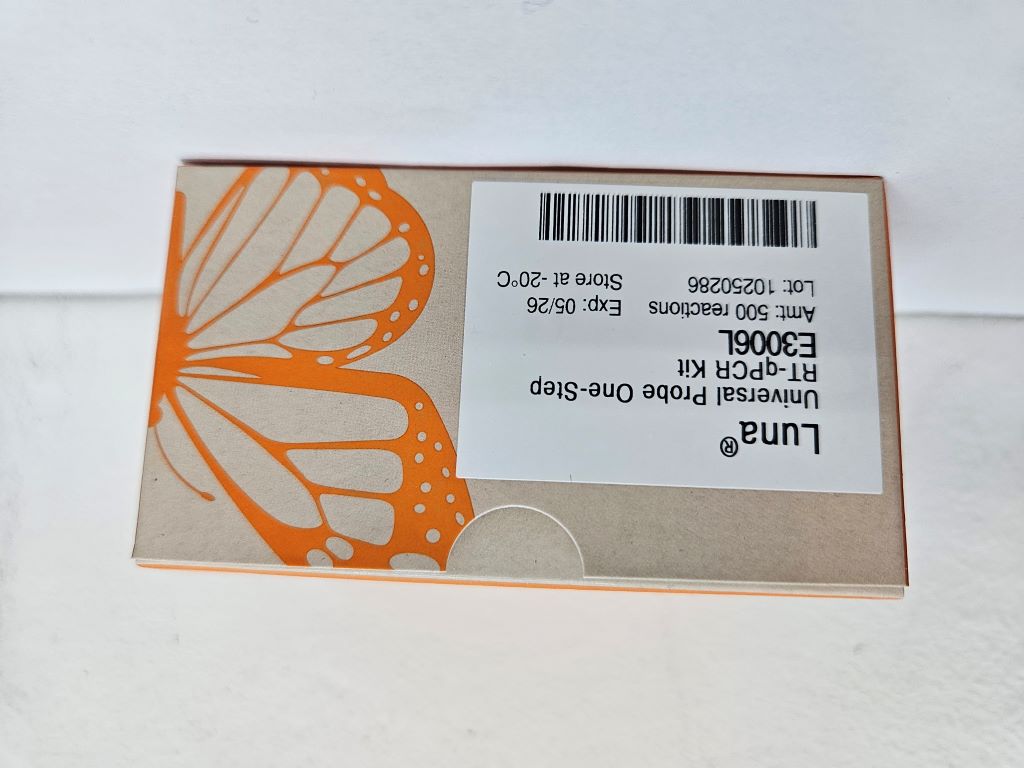 Luna®
Universal Probe One-Step
RT-qPCR Kit
E3006L
Amt: 500 reactions Exp: 05/26
Lot: 10250286 Store at -20°C